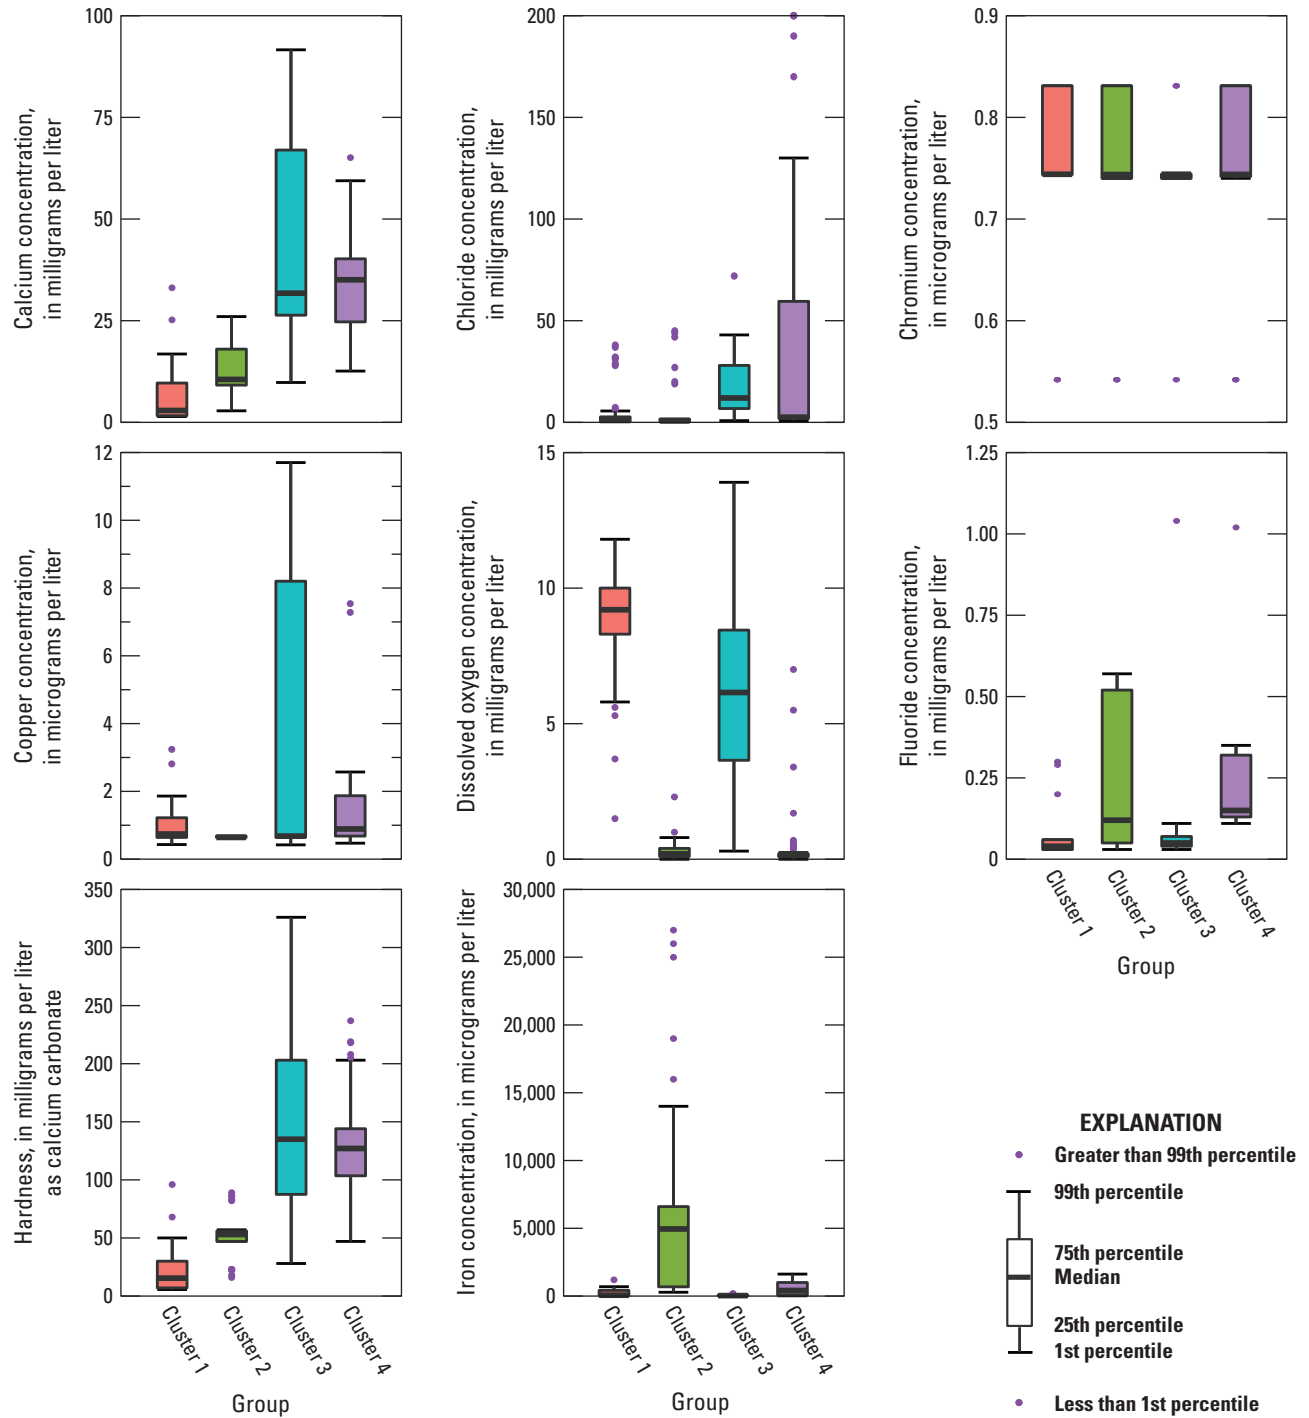 Calcium concentration,
in milligrams per liter
100
75
50
25
0
Chloride concentration,
in milligrams per liter
200
150
100
50
0
Chromium concentration,
in micrograms per liter
0.9
0.8
0.7
0.6
0.5
Copper concentration,
in micrograms per liter
12
10
8
6
4
2
0
Dissolved oxygen concentration,
in milligrams per liter
15
10
5
0
Fluoride concentration,
in milligrams per liter
1.25
1.00
0.75
0.50
0.25
0
Cluster 1
Cluster 2
Cluster 3
Cluster 4
Group
Hardness, in milligrams per liter
as calcium carbonate
350
300
250
200
150
100
50
0
Cluster 1
Cluster 2
Cluster 3
Cluster 4
Group
Iron concentration, in micrograms per liter
30,000
25,000
20,000
15,000
10,000
5,000
0
Cluster 1
Cluster 2
Cluster 3
Cluster 4
Group
EXPLANATION
Greater than 99th percentile
99th percentile
75th percentile
Median
25th percentile
1st percentile
Less than 1st percentile